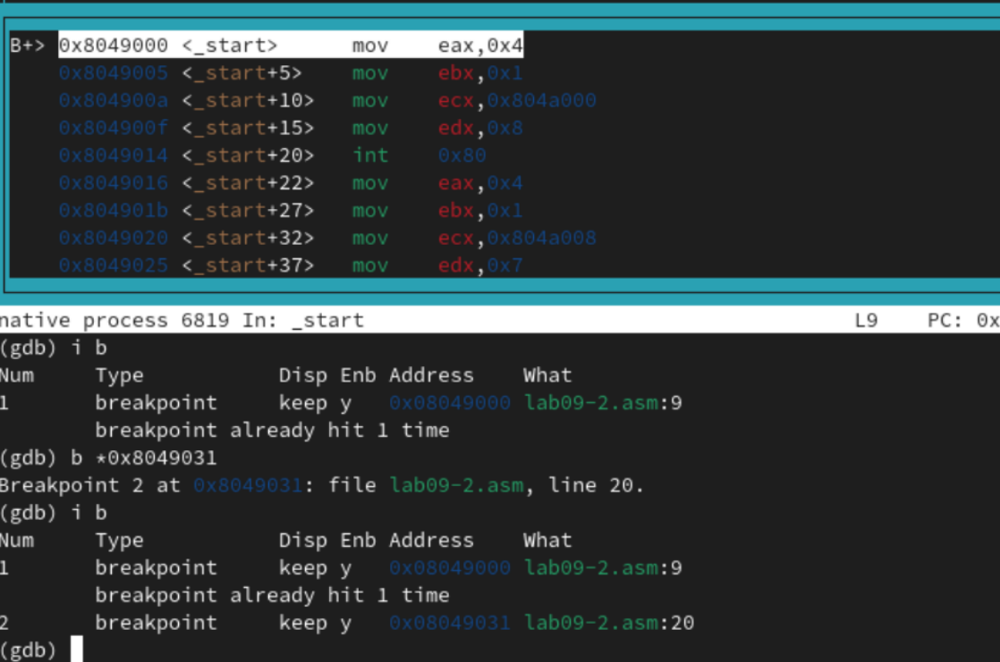 B+> 0x8049000 <_start> mov eax,0x4
0x8049005 <_start+5> mov ebx,0x1
0x804900a <_start+10> mov ecx,0x804a000
0x804900f <_start+15> mov edx,0x8
0x8049014 <_start+20> int 0x80
0x8049016 <_start+22> mov eax,0x4
0x804901b <_start+27> mov ebx,0x1
0x8049020 <_start+32> mov ecx,0x804a008
0x8049025 <_start+37> mov edx,0x7
native process 6819 In: _start L9 PC: 0x
(gdb) i b
Num Type Disp Enb Address What
1 breakpoint keep y 0x08049000 lab09-2.asm:9
breakpoint already hit 1 time
(gdb) b *0x8049031
Breakpoint 2 at 0x8049031: file lab09-2.asm, line 20.
(gdb) i b
Num Type Disp Enb Address What
1 breakpoint keep y 0x08049000 lab09-2.asm:9
breakpoint already hit 1 time
2 breakpoint keep y 0x08049031 lab09-2.asm:20
(gdb)